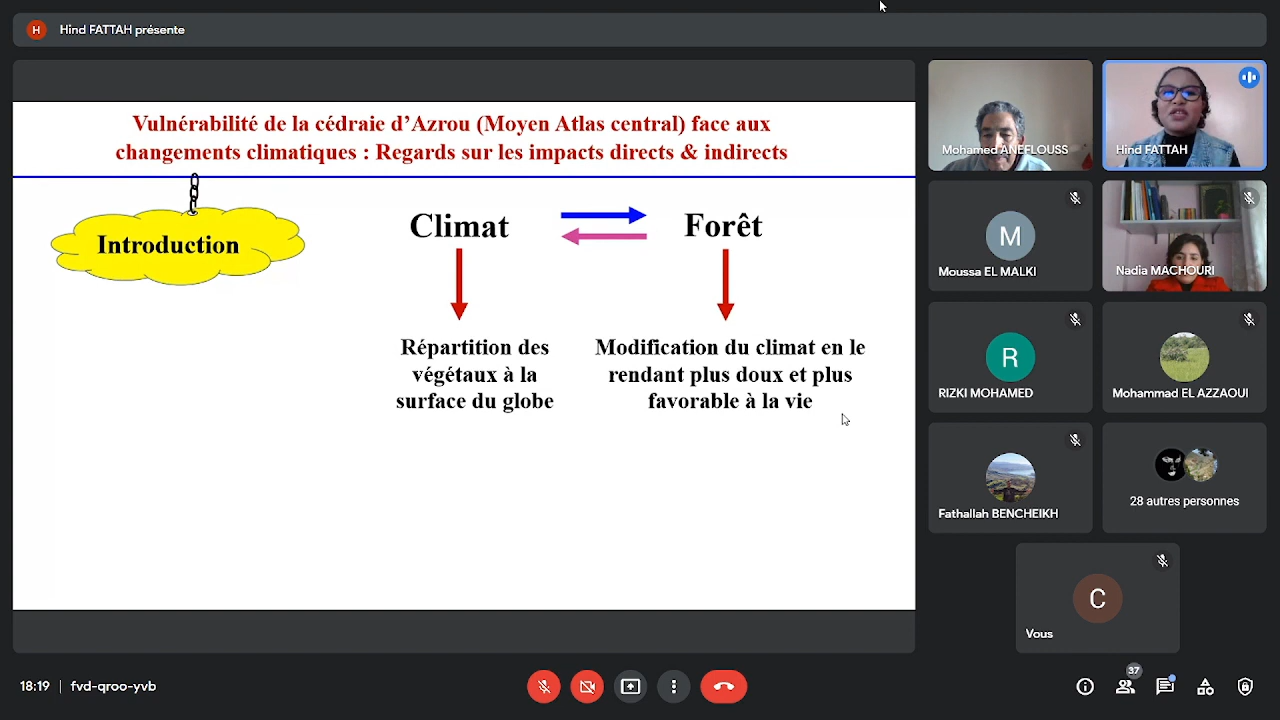 H
Hind FATTAH présente
Vulnérabilité de la cédraie d’Azrou (Moyen Atlas central) face aux
changements climatiques : Regards sur les impacts directs & indirects
Introduction
Climat
Forêt
Répartition des
végétaux à la
surface du globe
Modification du climat en le
rendant plus doux et plus
favorable à la vie
Mohamed ANEFLOUSS
Hind FATTAH
M
Moussa EL MALKI
Nadia MACHOURI
R
RIZKI MOHAMED
Mohammad EL AZZAOUI
Fathallah BENCHEIKH
28 autres personnes
C
Vous
18:19 | fvd-qroo-yvb
37